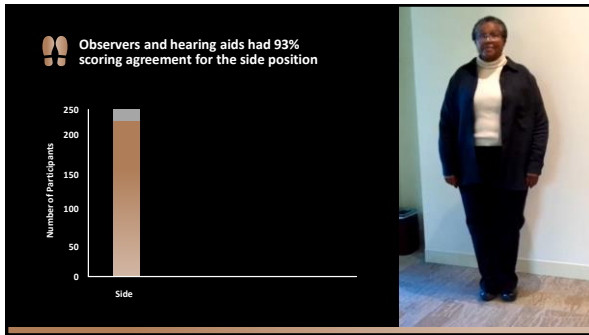 Observers and hearing aids had 93%
scoring agreement for the side position
250
200
150
100
50
0
Number of Participants
Side